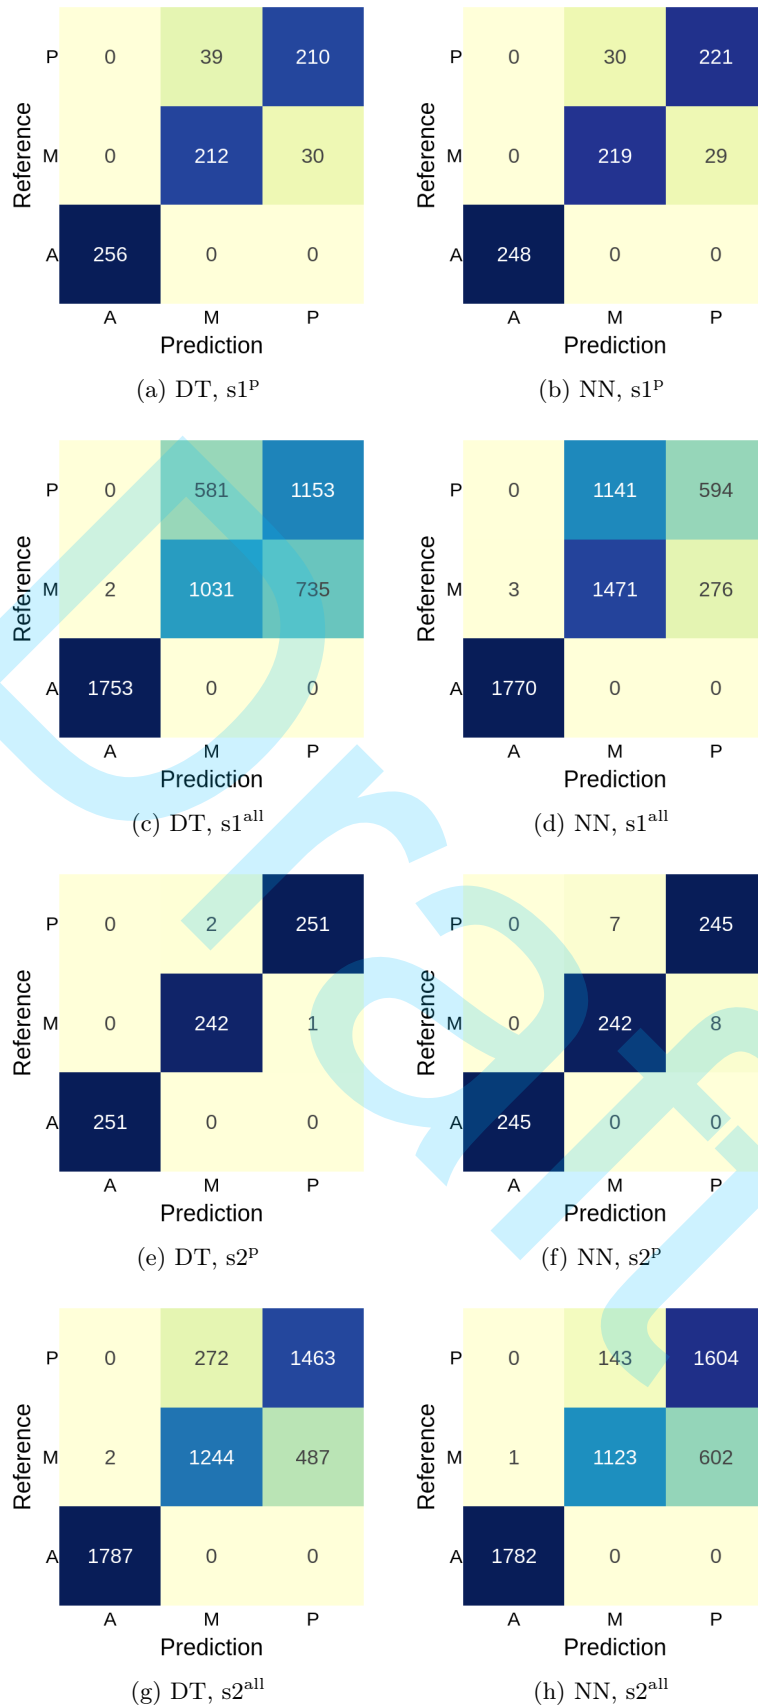 P 0 39 210 P 0 30 221
Reference M 0 212 30 Reference M 0 219 29
A 256 0 0 A 248 0 0
A M P A M P
Prediction Prediction
(a) DT, s1ᵖ (b) NN, s1ᵖ
P 0 581 1153 P 0 1141 594
Reference M 2 1031 735 Reference M 3 1471 276
A 1753 0 0 A 1770 0 0
A M P A M P
Prediction Prediction
(c) DT, s1ᵃˡˡ (d) NN, s1ᵃˡˡ
P 0 2 251 P 0 7 245
Reference M 0 242 1 Reference M 0 242 8
A 251 0 0 A 245 0 0
A M P A M P
Prediction Prediction
(e) DT, s2ᵖ (f) NN, s2ᵖ
P 0 272 1463 P 0 143 1604
Reference M 2 1244 487 Reference M 1 1123 602
A 1787 0 0 A 1782 0 0
A M P A M P
Prediction Prediction
(g) DT, s2ᵃˡˡ (h) NN, s2ᵃˡˡ
Draft